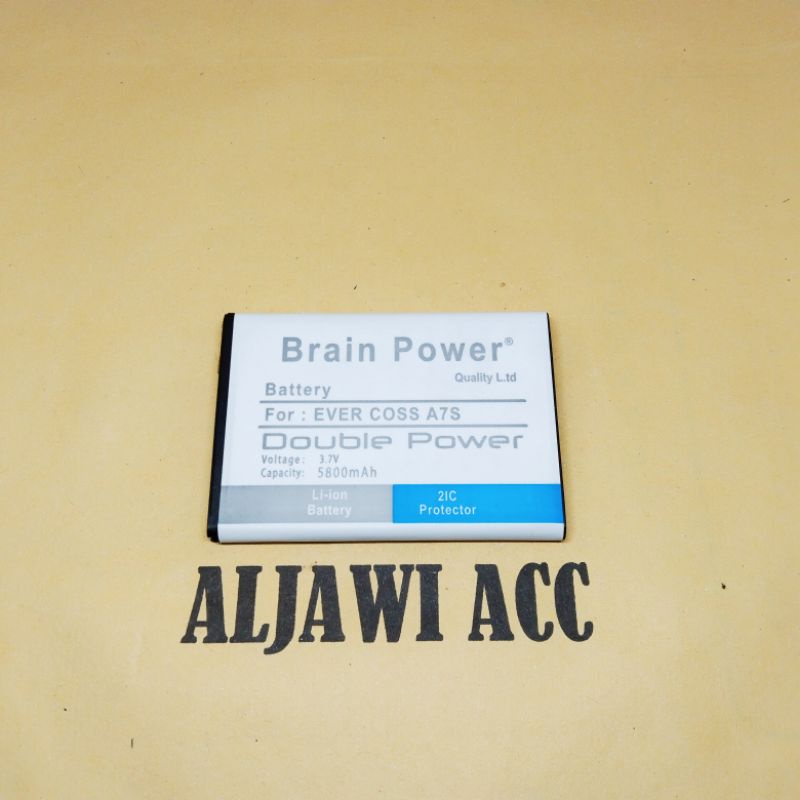 Brain Power®
Quality L.td
Battery
For : EVER COSS A7S
Double Power
Voltage : 3.7V
Capacity: 5800mAh
LI-ion
Battery
2IC
Protector
ALJAWI ACC